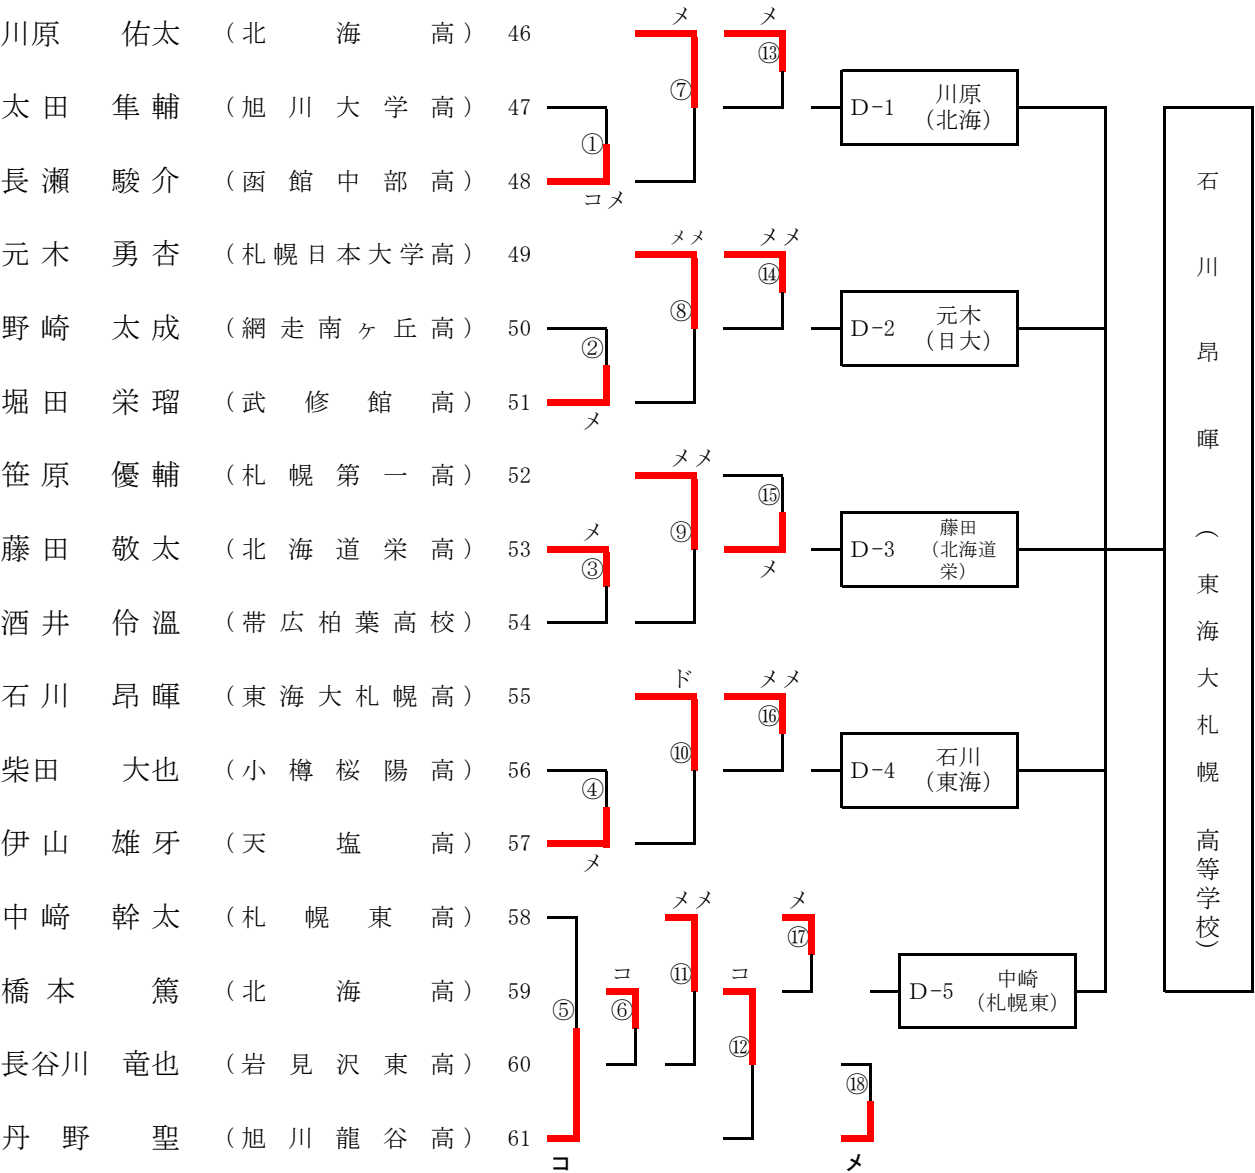 川原 佑太 (北海高) 46
太田 隼輔 (旭川大学高) 47
長瀬 駿介 (函館中部高) 48
元木 勇杏 (札幌日本大学高) 49
野崎 太成 (網走南ヶ丘高) 50
堀田 栄瑠 (武修館高) 51
笹原 優輔 (札幌第一高) 52
藤田 敬太 (北海道栄高) 53
酒井 伶溫 (帯広柏葉高校) 54
石川 昂暉 (東海大札幌高) 55
柴田 大也 (小樽桜陽高) 56
伊山 雄牙 (天塩高) 57
中﨑 幹太 (札幌東高) 58
橋本 篤 (北海高) 59
長谷川 竜也 (岩見沢東高) 60
丹野 聖 (旭川龍谷高) 61
①
コメ
②
メ
メ
③
④
メ
⑤
コ
コ
⑥
メ
⑦
メメ
⑧
メメ
⑨
ド
⑩
メメ
⑪
コ
⑫
メ
⑬
メメ
⑭
⑮
メ
メメ
⑯
メ
⑰
⑱
メ
D-1
川原
(北海)
D-2
元木
(日大)
D-3
藤田
(北海道
栄)
D-4
石川
(東海)
D-5
中崎
(札幌東)
石川昂暉(東海大札幌高等学校)